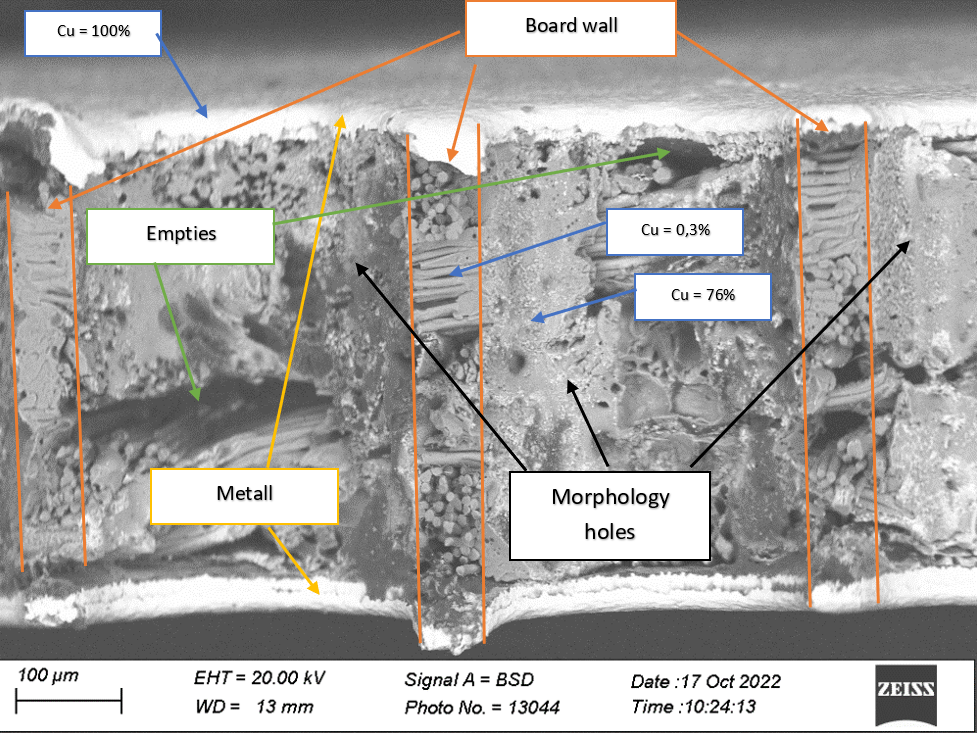 Cu = 100%
Board wall
Empties
Cu = 0,3%
Cu = 76%
Metall
Morphology
holes
100 µm
EHT = 20.00 kV
Signal A = BSD
Date :17 Oct 2022
WD = 13 mm
Photo No. = 13044
Time :10:24:13
ZEISS